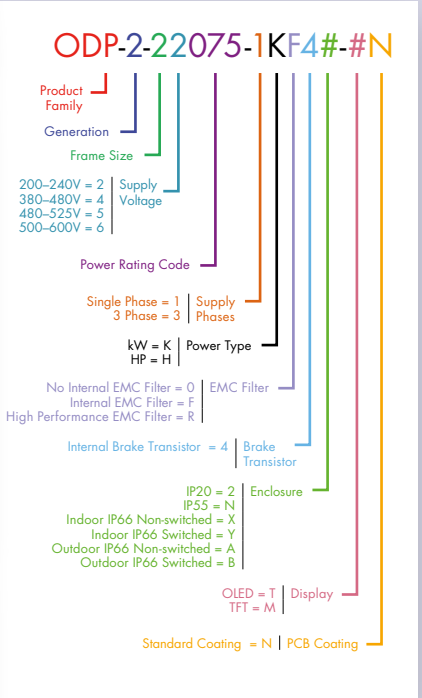 ODP-2-22075-1KF4#-#N
Product
Family
Generation
Frame Size
200–240V = 2 Supply
380–480V = 4 Voltage
480–525V = 5
500–600V = 6
Power Rating Code
Single Phase = 1 Supply
3 Phase = 3 Phases
kW = K Power Type
HP = H
No Internal EMC Filter = 0 EMC Filter
Internal EMC Filter = F
High Performance EMC Filter = R
Internal Brake Transistor = 4 Brake
Transistor
IP20 = 2 Enclosure
IP55 = N
Indoor IP66 Non-switched = X
Indoor IP66 Switched = Y
Outdoor IP66 Non-switched = A
Outdoor IP66 Switched = B
OLED = T Display
TFT = M
Standard Coating = N PCB Coating